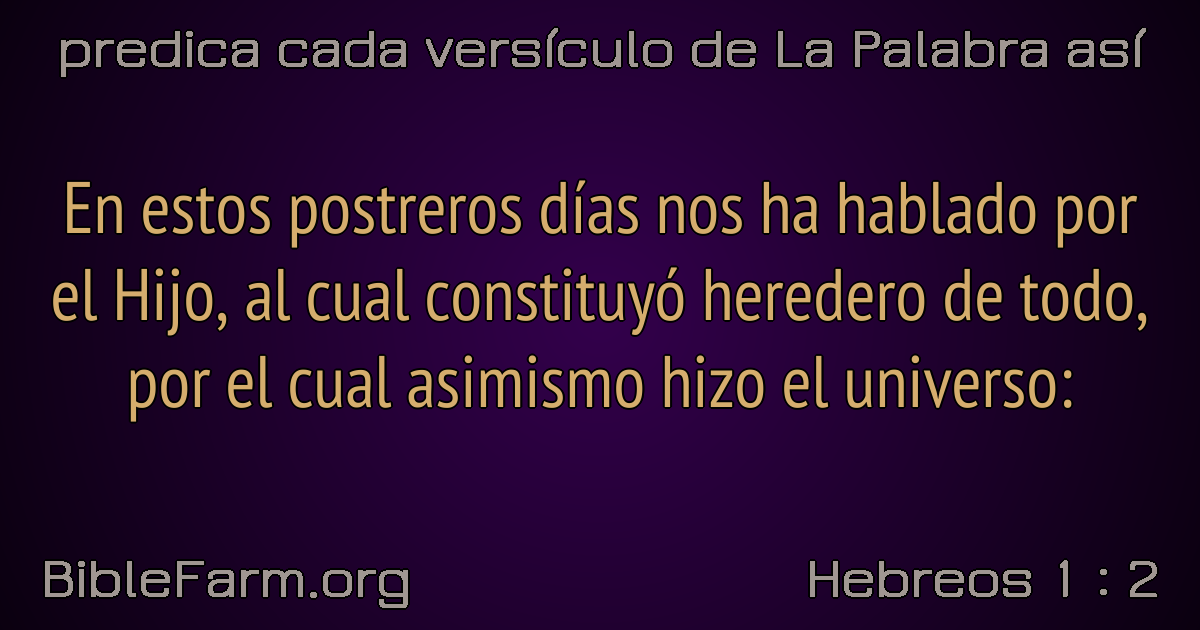 predica cada versículo de La Palabra así
En estos postreros días nos ha hablado por
el Hijo, al cual constituyó heredero de todo,
por el cual asimismo hizo el universo:
BibleFarm.org
Hebreos 1 : 2